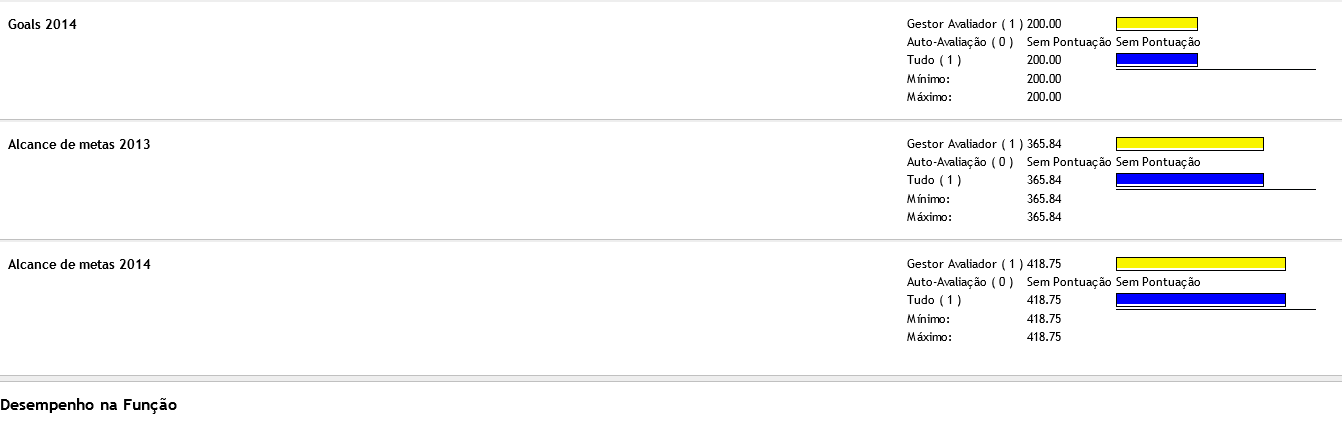 Goals 2014
Gestor Avaliador ( 1 ) 200.00
Auto-Avaliação ( 0 ) Sem Pontuação Sem Pontuação
Tudo ( 1 ) 200.00
Mínimo: 200.00
Máximo: 200.00
Alcance de metas 2013
Gestor Avaliador ( 1 ) 365.84
Auto-Avaliação ( 0 ) Sem Pontuação Sem Pontuação
Tudo ( 1 ) 365.84
Mínimo: 365.84
Máximo: 365.84
Alcance de metas 2014
Gestor Avaliador ( 1 ) 418.75
Auto-Avaliação ( 0 ) Sem Pontuação Sem Pontuação
Tudo ( 1 ) 418.75
Mínimo: 418.75
Máximo: 418.75
Desempenho na Função